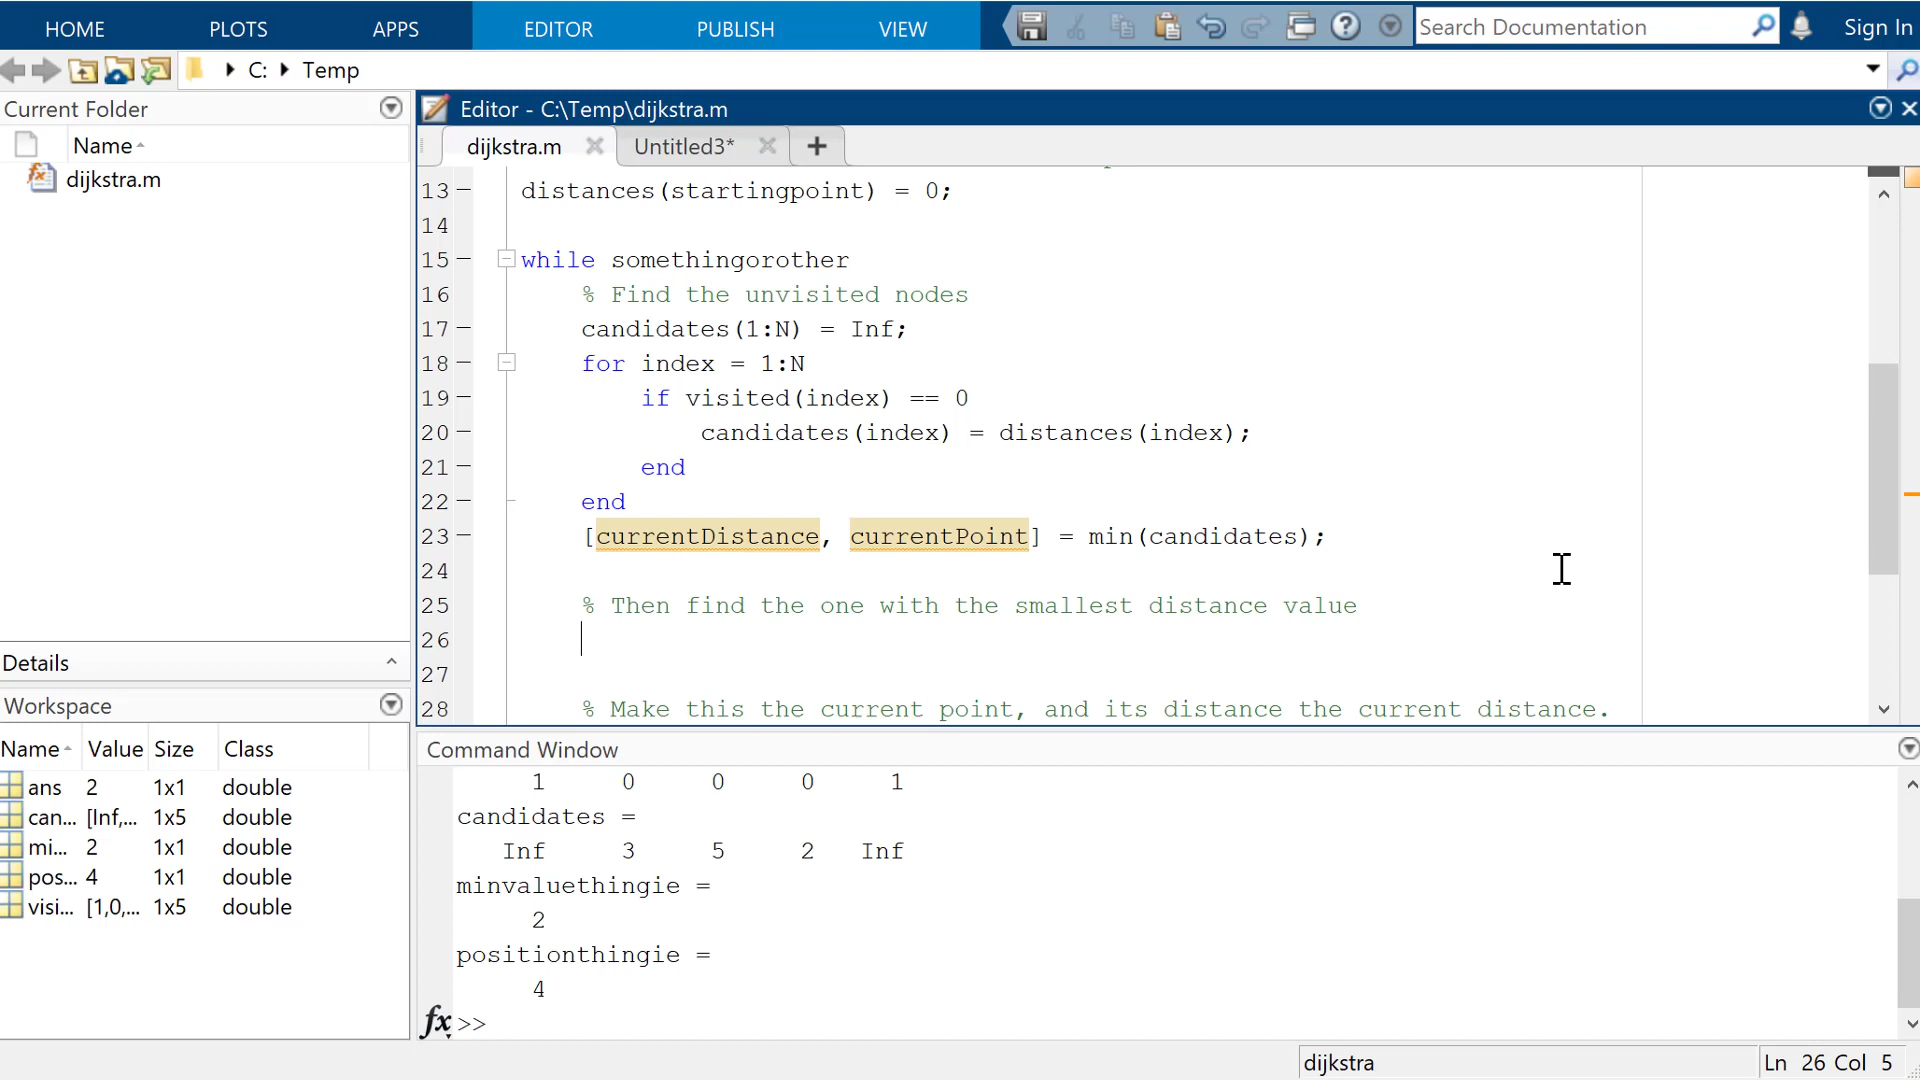 HOME PLOTS APPS EDITOR PUBLISH VIEW Search Documentation Sign In
C: Temp
Current Folder
Name
dijkstra.m
Details
Workspace
Name Value Size Class
ans 2 1x1 double
can... [Inf,... 1x5 double
mi... 2 1x1 double
pos... 4 1x1 double
visi... [1,0,... 1x5 double
Editor - C:\Temp\dijkstra.m
dijkstra.m Untitled3*
13 distances(startingpoint) = 0;
14
15 while somethingorother
16 % Find the unvisited nodes
17 candidates(1:N) = Inf;
18 for index = 1:N
19 if visited(index) == 0
20 candidates(index) = distances(index);
21 end
22 end
23 [currentDistance, currentPoint] = min(candidates);
24
25 % Then find the one with the smallest distance value
26
27
28 % Make this the current point, and its distance the current distance.
Command Window
1 0 0 0 1
candidates =
Inf 3 5 2 Inf
minvaluethingie =
2
positionthingie =
4
fx >>
dijkstra Ln 26 Col 5